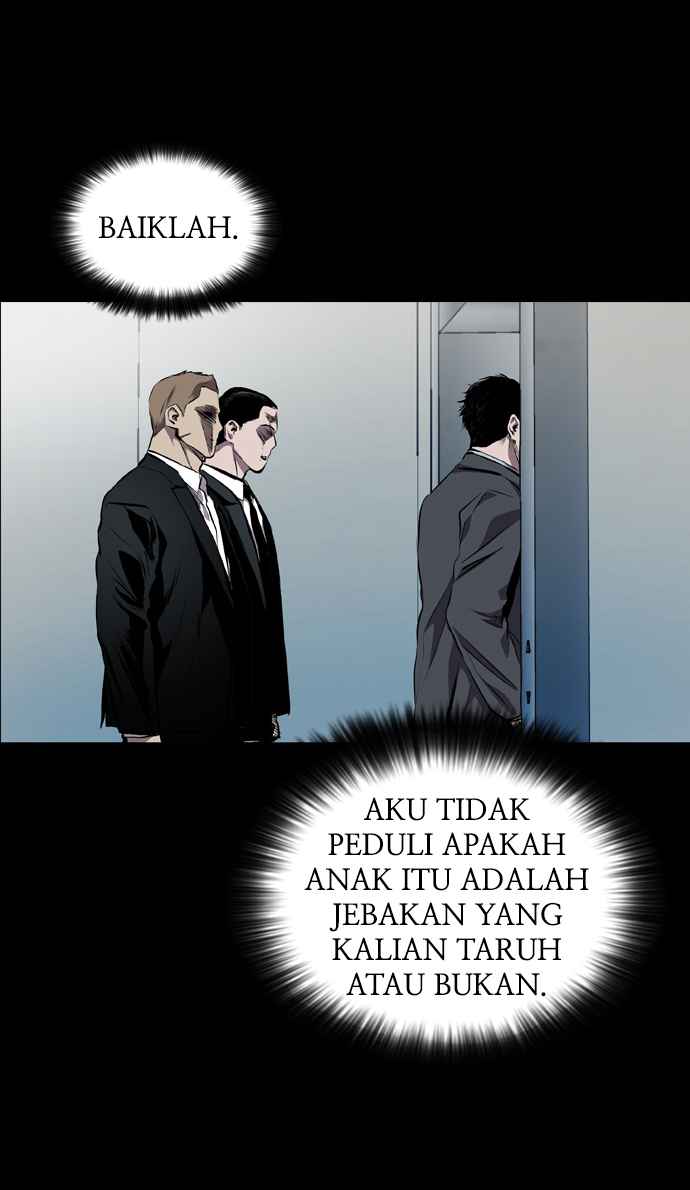 BAIKLAH.
AKU TIDAK
PEDULI APAKAH
ANAK ITU ADALAH
JEBAKAN YANG
KALIAN TARUH
ATAU BUKAN.